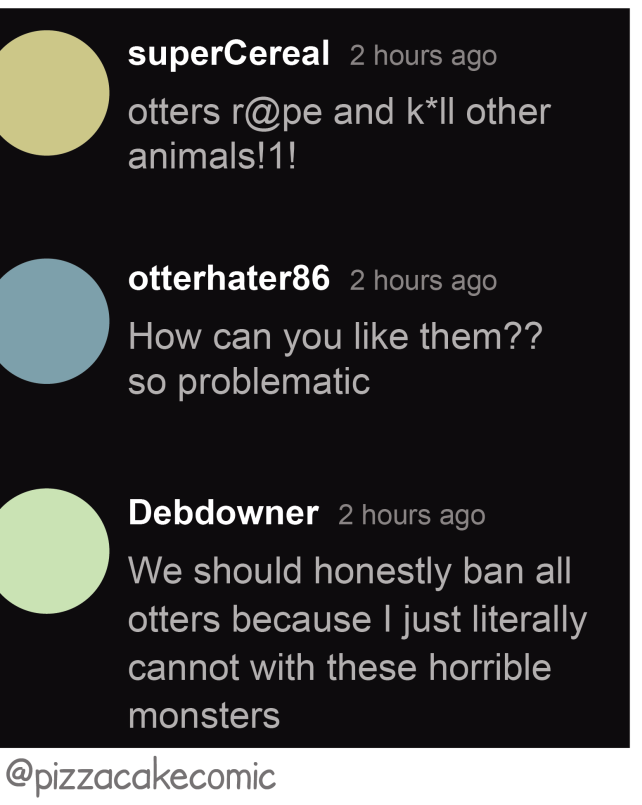 superCereal 2 hours ago
otters r@pe and k*ll other
animals!1!
otterhater86 2 hours ago
How can you like them??
so problematic
Debdowner 2 hours ago
We should honestly ban all
otters because I just literally
cannot with these horrible
monsters
@pizzacakecomic